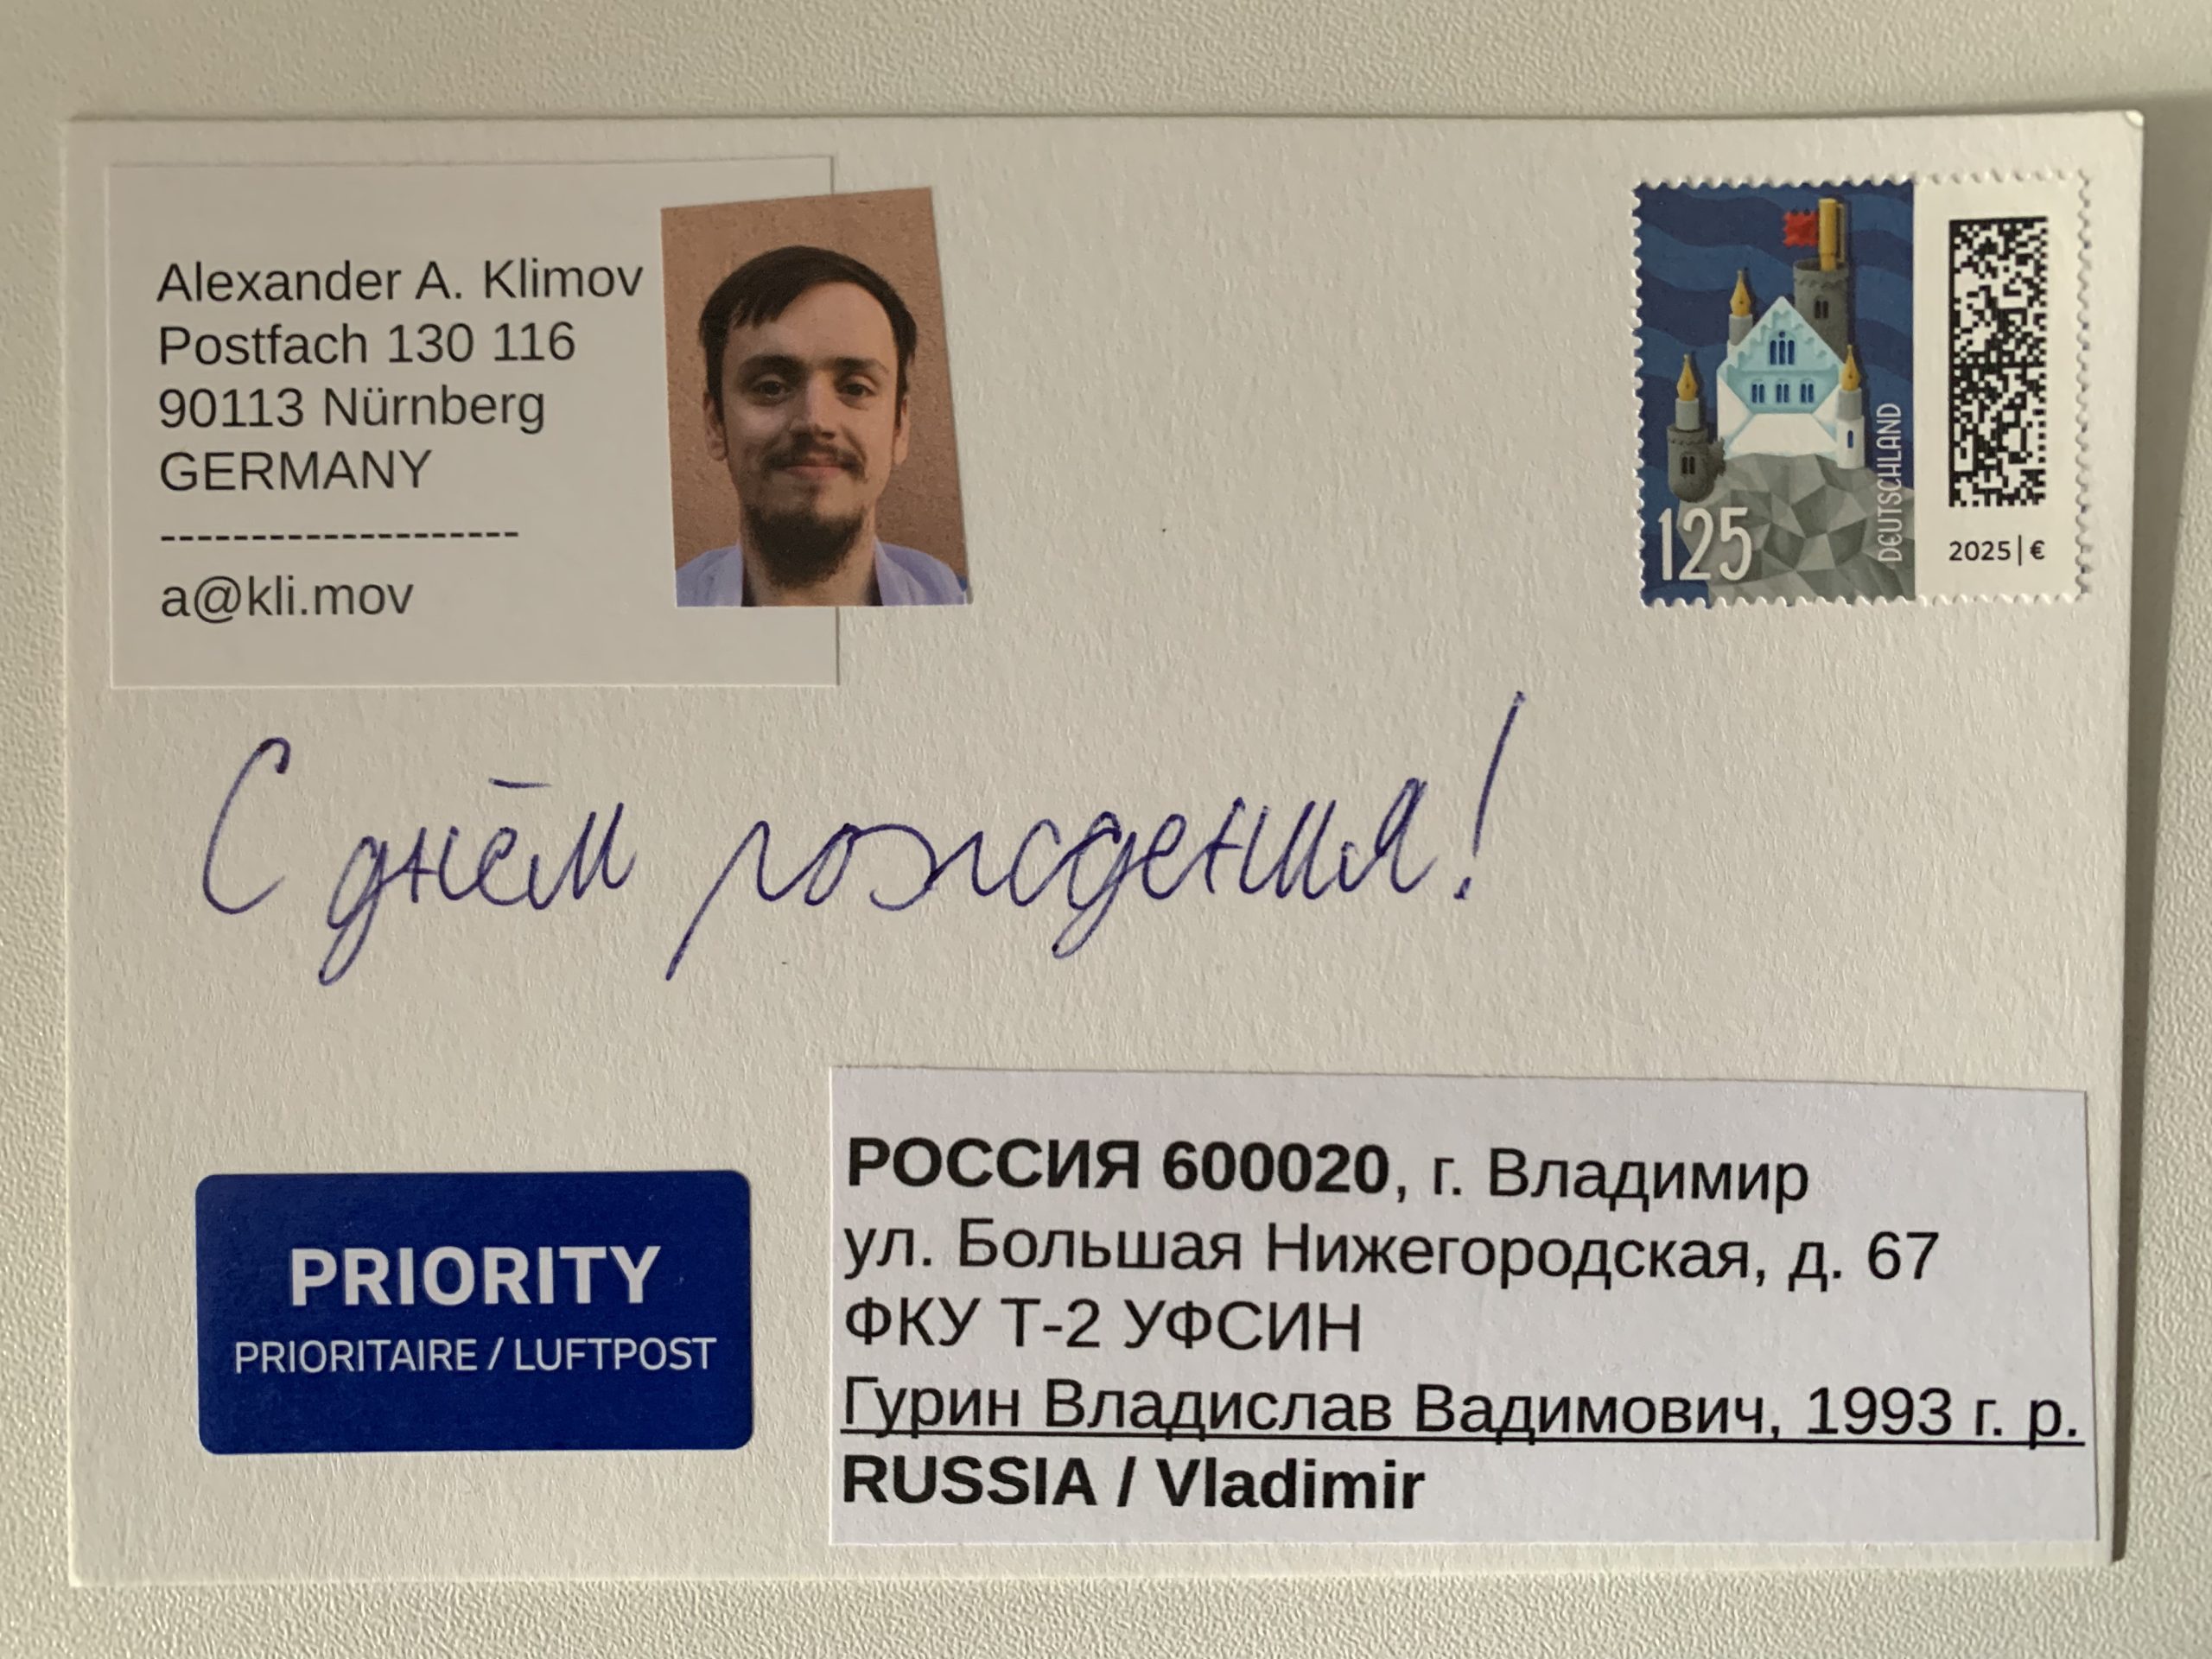 Alexander A. Klimov
Postfach 130 116
90113 Nürnberg
GERMANY
--------------------
a@kli.mov
125
DEUTSCHLAND
2025|€
С днём рождения!
PRIORITY
PRIORITAIRE / LUFTPOST
РОССИЯ 600020, г. Владимир
ул. Большая Нижегородская, д. 67
ФКУ Т-2 УФСИН
Гурин Владислав Вадимович, 1993 г. р.
RUSSIA / Vladimir